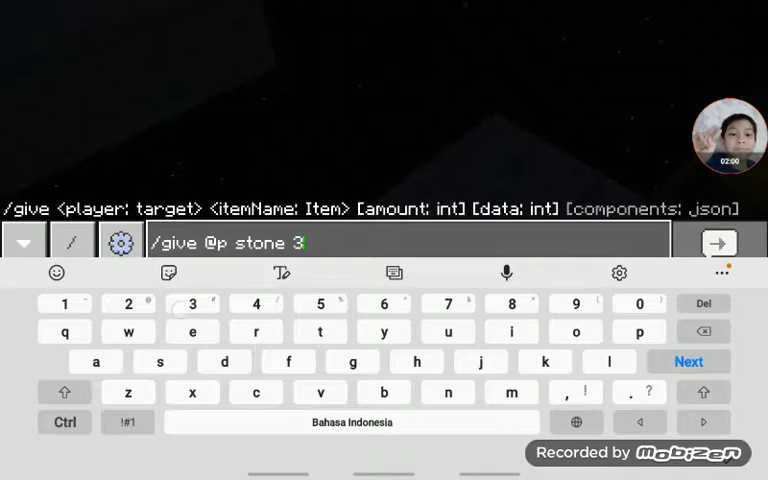 02:00
/give <player: target> <itemName: Item> [amount: int] [data: int] [components: json]
/ /give @p stone 3
1 2 @ 3 # 4 / 5 % 6 ^ 7 & 8 * 9 ( 0 ) Del
q w e r t y u i o p
a s d f g h j k l Next
z x c v b n m , ! . ?
Ctrl !#1 Bahasa Indonesia
Recorded by mobizen